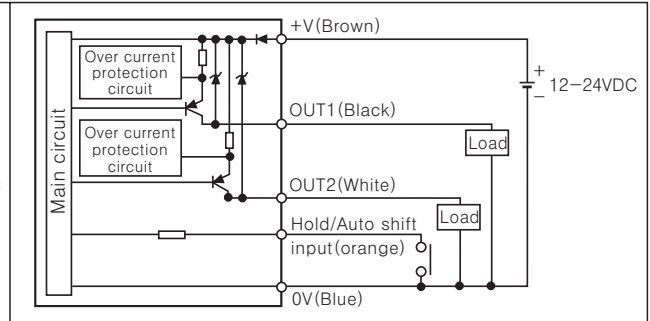 +V(Brown)
Over current
protection
circuit
+
12-24VDC
−
Main circuit
OUT1(Black)
Over current
protection
circuit
Load
OUT2(White)
Load
Hold/Auto shift
input(orange)
0V(Blue)